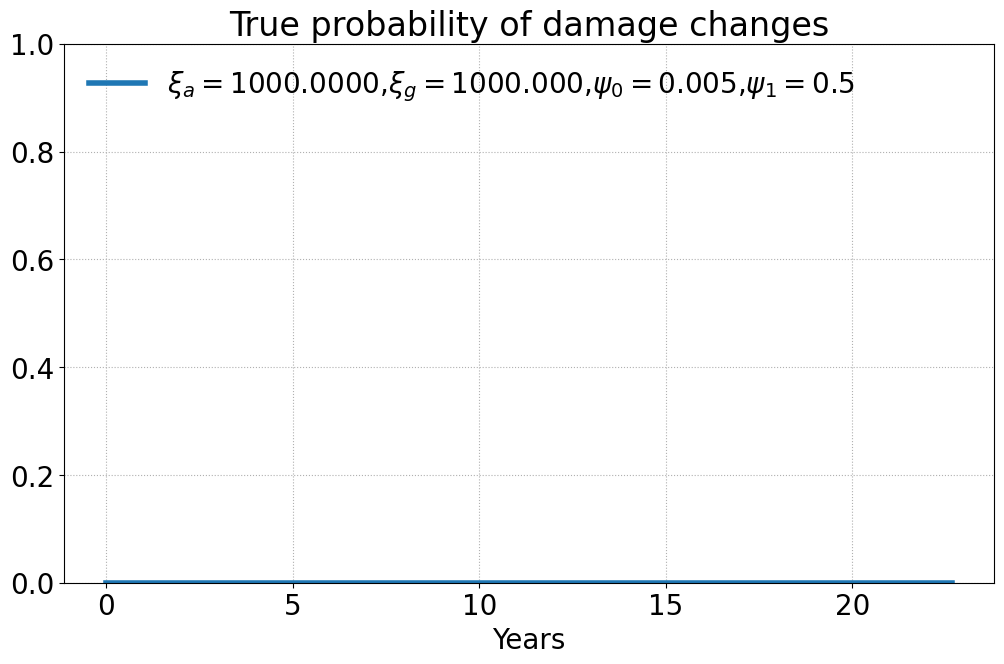 True probability of damage changes
1.0
ξₐ = 1000.0000,ξ_g = 1000.000,ψ₀ = 0.005,ψ₁ = 0.5
0.8
0.6
0.4
0.2
0.0
0 5 10 15 20
Years